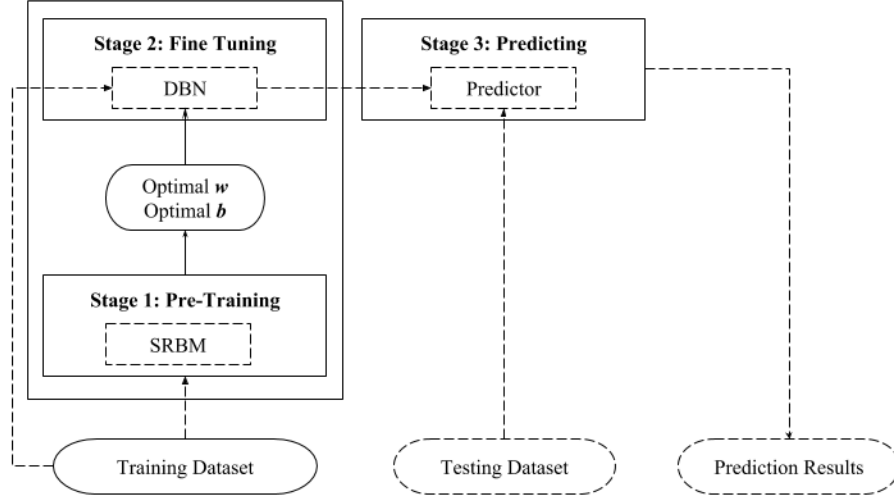 Stage 2: Fine Tuning
DBN
Stage 3: Predicting
Predictor
Optimal w
Optimal b
Stage 1: Pre-Training
SRBM
Training Dataset
Testing Dataset
Prediction Results